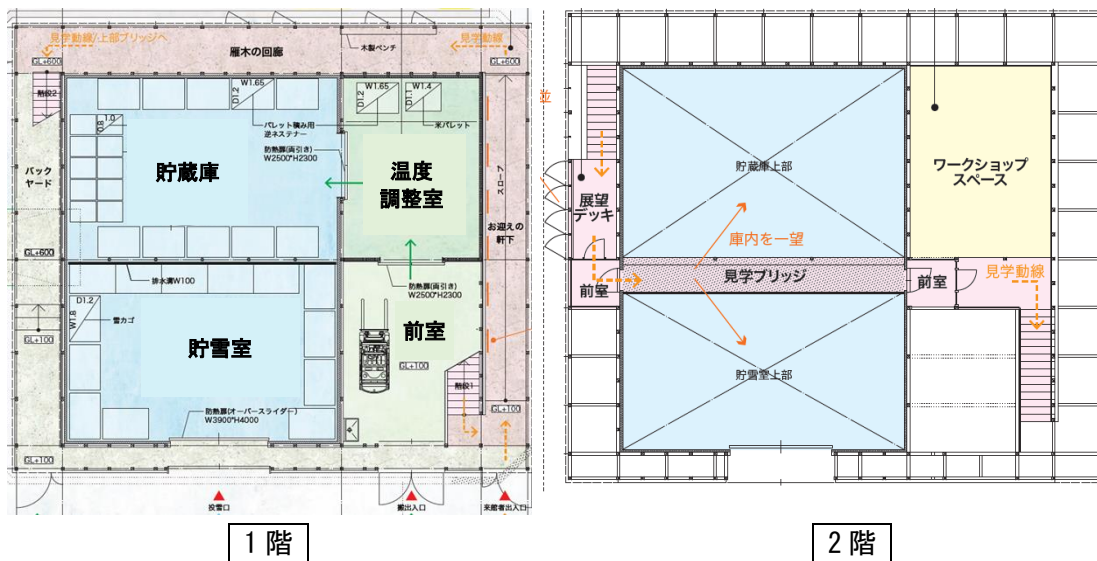 見学動線/上部ブリッジへ
木製ベンチ
見学動線
雁木の回廊
GL+600
GL+600
階段2
W1.65
D1.2
W1.65
D1.2
W1.4
D1.1
パレット積み用
逆ネステナー
米パレット
1.0
0.8
防熱扉(両引き)
W2500*H2300
貯蔵庫
温度
調整室
バック
ヤード
スロープ
お迎えの
軒下
GL+600
排水溝W100
防熱扉(両引き)
W2500*H2300
D1.2
W1.8
雪カゴ
前室
貯雪室
GL+100
GL+100
階段1
GL+100
防熱扉(オーバースライダー)
W3900*H4000
GL+100
投雪口
搬出入口
来館者出入口
1階
並
貯蔵庫上部
ワークショップ
スペース
展望
デッキ
庫内を一望
見学ブリッジ
前室
前室
見学動線
貯雪室上部
2階